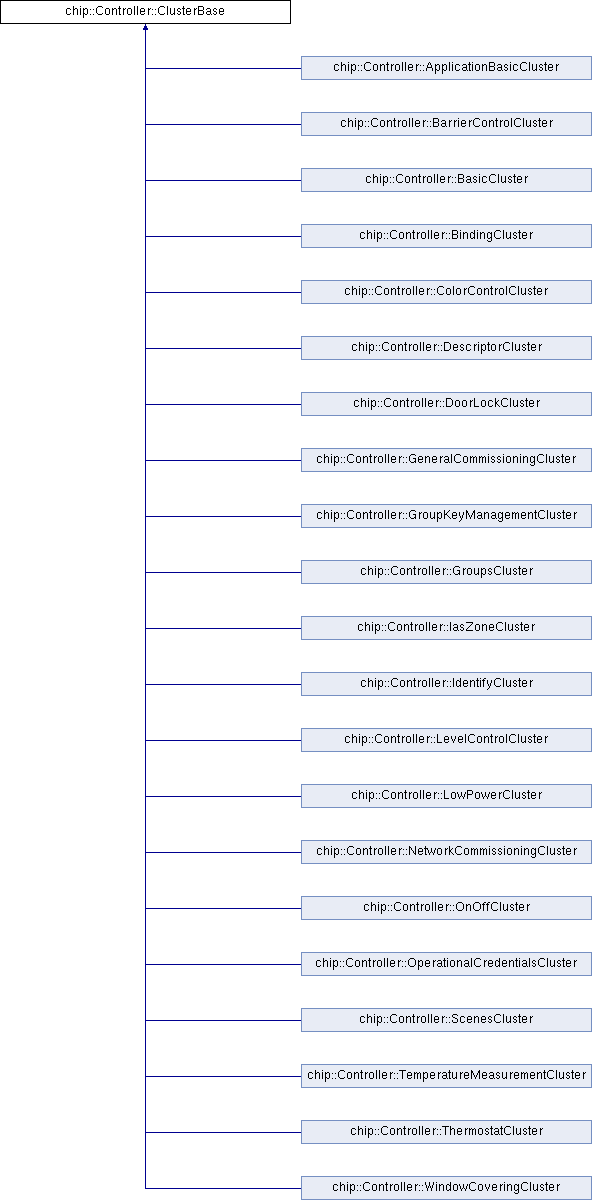 chip::Controller::ClusterBase
chip::Controller::ApplicationBasicCluster
chip::Controller::BarrierControlCluster
chip::Controller::BasicCluster
chip::Controller::BindingCluster
chip::Controller::ColorControlCluster
chip::Controller::DescriptorCluster
chip::Controller::DoorLockCluster
chip::Controller::GeneralCommissioningCluster
chip::Controller::GroupKeyManagementCluster
chip::Controller::GroupsCluster
chip::Controller::IasZoneCluster
chip::Controller::IdentifyCluster
chip::Controller::LevelControlCluster
chip::Controller::LowPowerCluster
chip::Controller::NetworkCommissioningCluster
chip::Controller::OnOffCluster
chip::Controller::OperationalCredentialsCluster
chip::Controller::ScenesCluster
chip::Controller::TemperatureMeasurementCluster
chip::Controller::ThermostatCluster
chip::Controller::WindowCoveringCluster